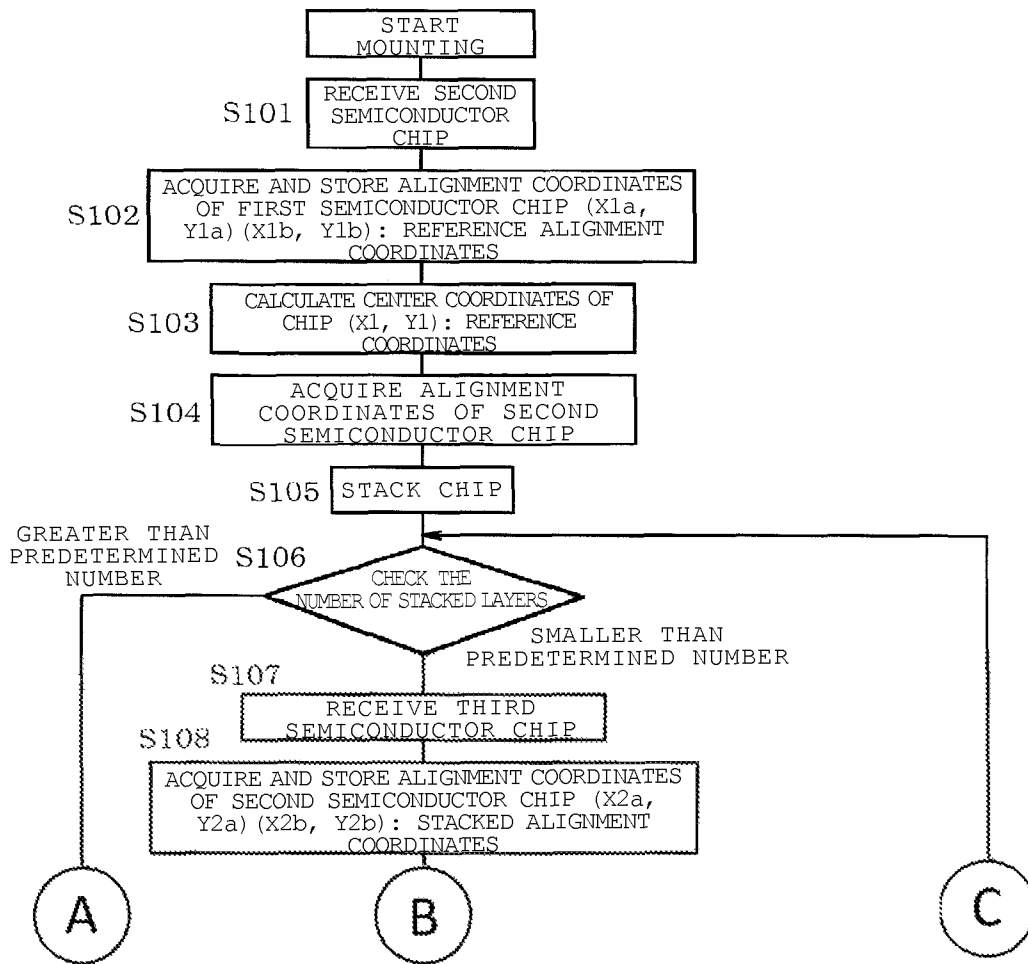 START
MOUNTING
S101
RECEIVE SECOND
SEMICONDUCTOR
CHIP
S102
ACQUIRE AND STORE ALIGNMENT COORDINATES
OF FIRST SEMICONDUCTOR CHIP (X1a,
Y1a) (X1b, Y1b): REFERENCE ALIGNMENT
COORDINATES
S103
CALCULATE CENTER COORDINATES OF
CHIP (X1, Y1): REFERENCE
COORDINATES
S104
ACQUIRE ALIGNMENT
COORDINATES OF SECOND
SEMICONDUCTOR CHIP
S105
STACK CHIP
GREATER THAN
PREDETERMINED
NUMBER
S106
CHECK THE
NUMBER OF STACKED LAYERS
SMALLER THAN
PREDETERMINED NUMBER
S107
RECEIVE THIRD
SEMICONDUCTOR CHIP
S108
ACQUIRE AND STORE ALIGNMENT COORDINATES
OF SECOND SEMICONDUCTOR CHIP (X2a,
Y2a) (X2b, Y2b): STACKED ALIGNMENT
COORDINATES
A
B
C